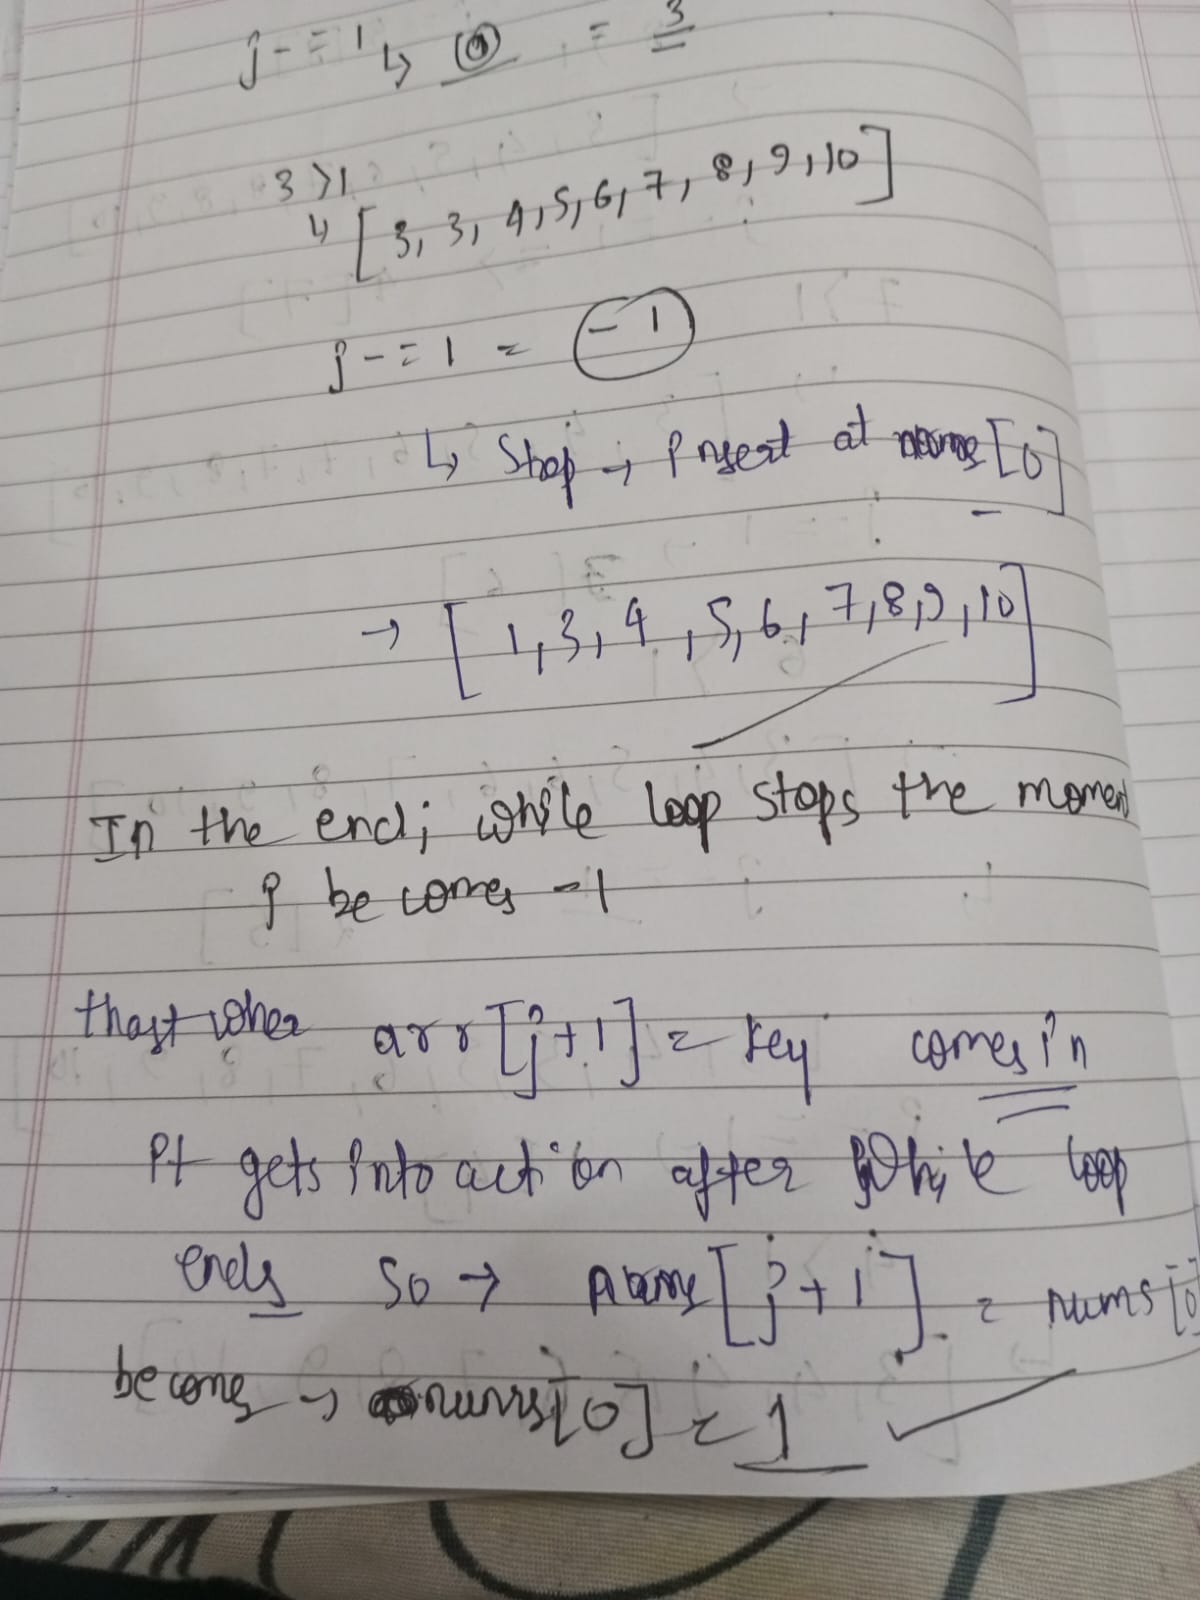 j-=1 ↳ 0 = 3
3>1
↳ [3, 3, 4, 5, 6, 7, 8, 9, 10]
j-=1 = -1
↳ Stop → Insert at nums[0]
→ [1, 3, 4, 5, 6, 7, 8, 9, 10]
In the end; while loop stops the moment
j becomes -1
arr[j+1] = key comes in
It gets into action after while loop
ends so → nums[j+1] = nums[0]
become → nums[0] = 1